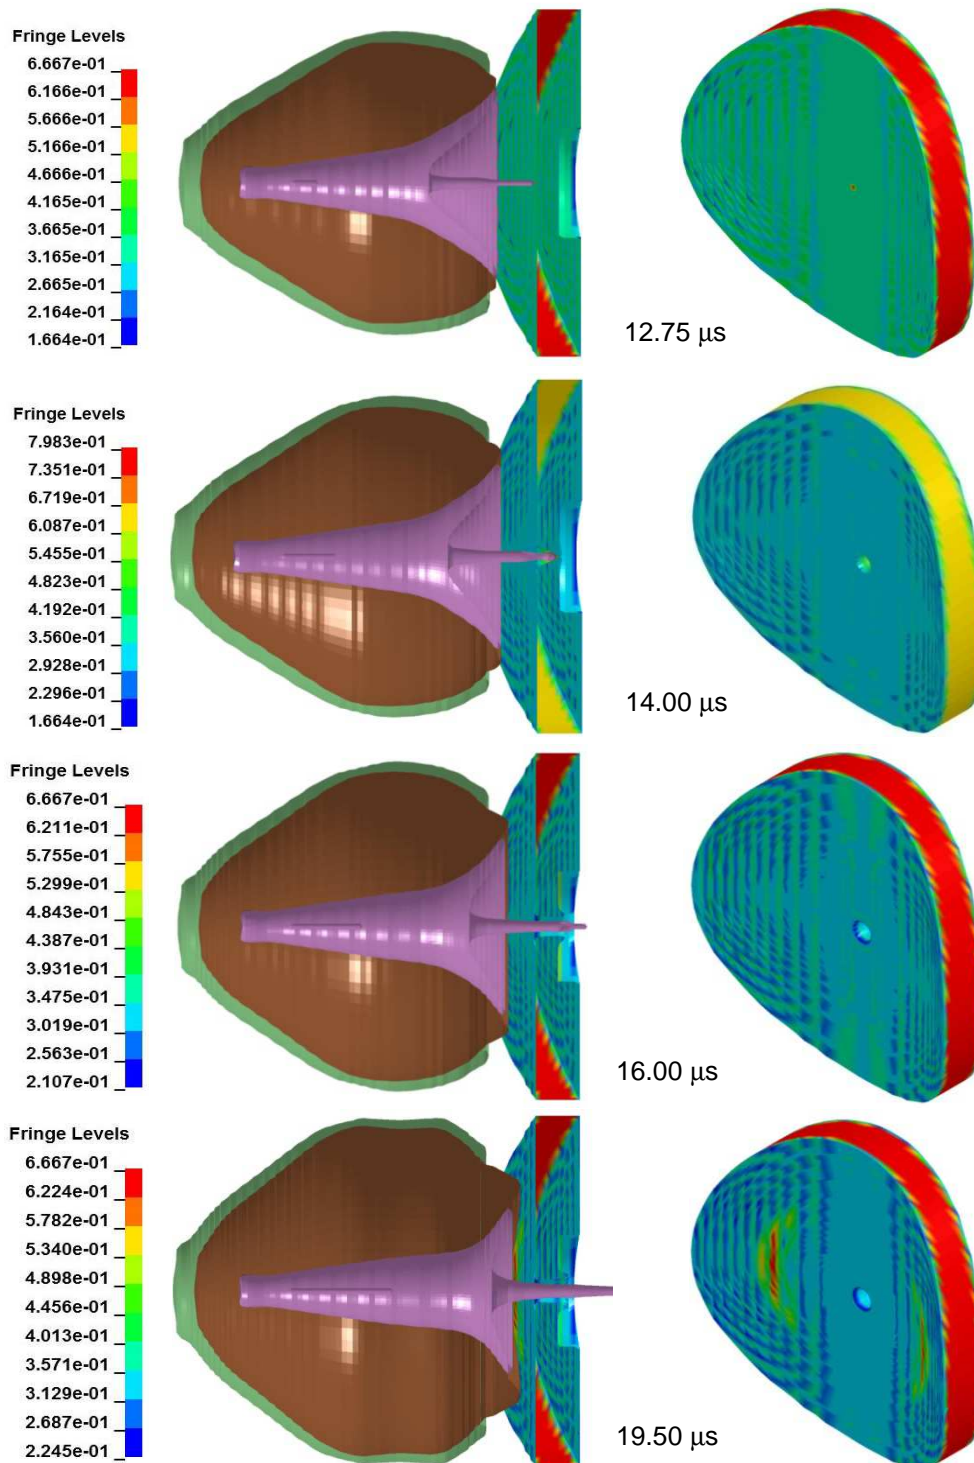 Fringe Levels
6.667e-01
6.166e-01
5.666e-01
5.166e-01
4.666e-01
4.165e-01
3.665e-01
3.165e-01
2.665e-01
2.164e-01
1.664e-01
12.75 μs
Fringe Levels
7.983e-01
7.351e-01
6.719e-01
6.087e-01
5.455e-01
4.823e-01
4.192e-01
3.560e-01
2.928e-01
2.296e-01
1.664e-01
14.00 μs
Fringe Levels
6.667e-01
6.211e-01
5.755e-01
5.299e-01
4.843e-01
4.387e-01
3.931e-01
3.475e-01
3.019e-01
2.563e-01
2.107e-01
16.00 μs
Fringe Levels
6.667e-01
6.224e-01
5.782e-01
5.340e-01
4.898e-01
4.456e-01
4.013e-01
3.571e-01
3.129e-01
2.687e-01
2.245e-01
19.50 μs